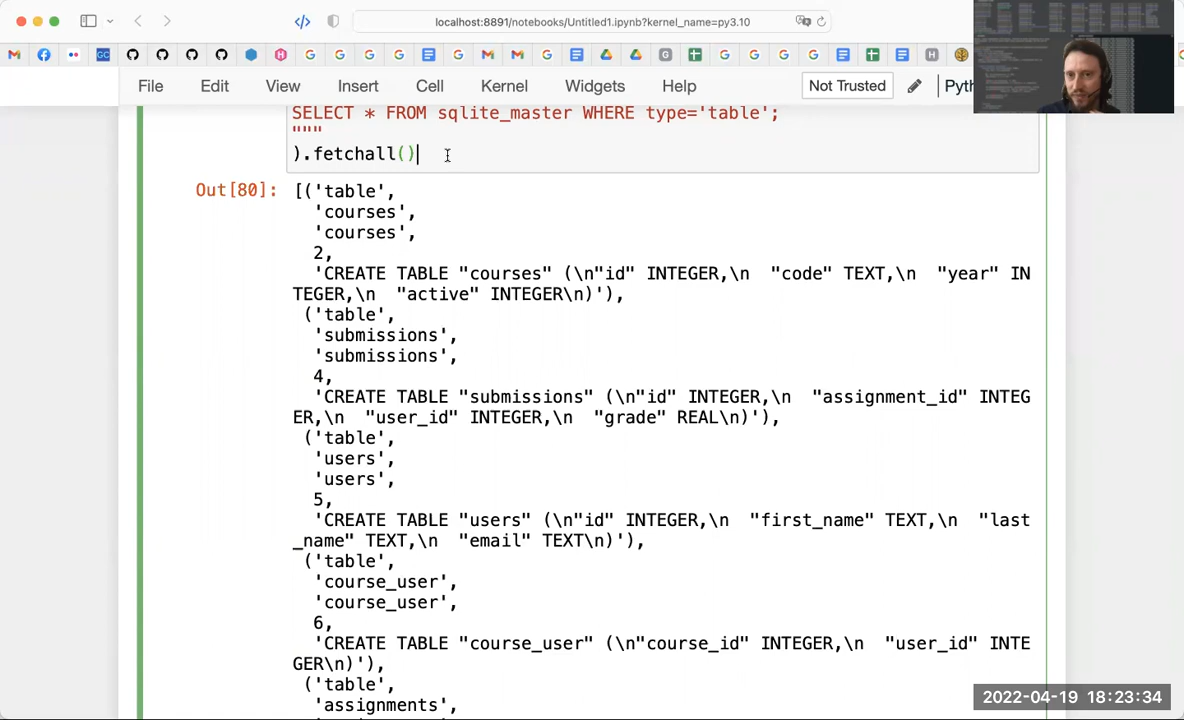 localhost:8891/notebooks/Untitled1.ipynb?kernel_name=py3.10
File Edit View Insert Cell Kernel Widgets Help Not Trusted Pyth
SELECT * FROM sqlite_master WHERE type='table';
"""
).fetchall()
Out[80]: [('table',
'courses',
'courses',
2,
'CREATE TABLE "courses" (\n"id" INTEGER,\n  "code" TEXT,\n  "year" IN
TEGER,\n  "active" INTEGER\n)'),
('table',
'submissions',
'submissions',
4,
'CREATE TABLE "submissions" (\n"id" INTEGER,\n  "assignment_id" INTEG
ER,\n  "user_id" INTEGER,\n  "grade" REAL\n)'),
('table',
'users',
'users',
5,
'CREATE TABLE "users" (\n"id" INTEGER,\n  "first_name" TEXT,\n  "last
_name" TEXT,\n  "email" TEXT\n)'),
('table',
'course_user',
'course_user',
6,
'CREATE TABLE "course_user" (\n"course_id" INTEGER,\n  "user_id" INTE
GER\n)'),
('table',
'assignments',
2022-04-19 18:23:34